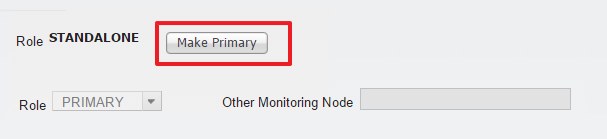 Role STANDALONE Make Primary
Role PRIMARY Other Monitoring Node